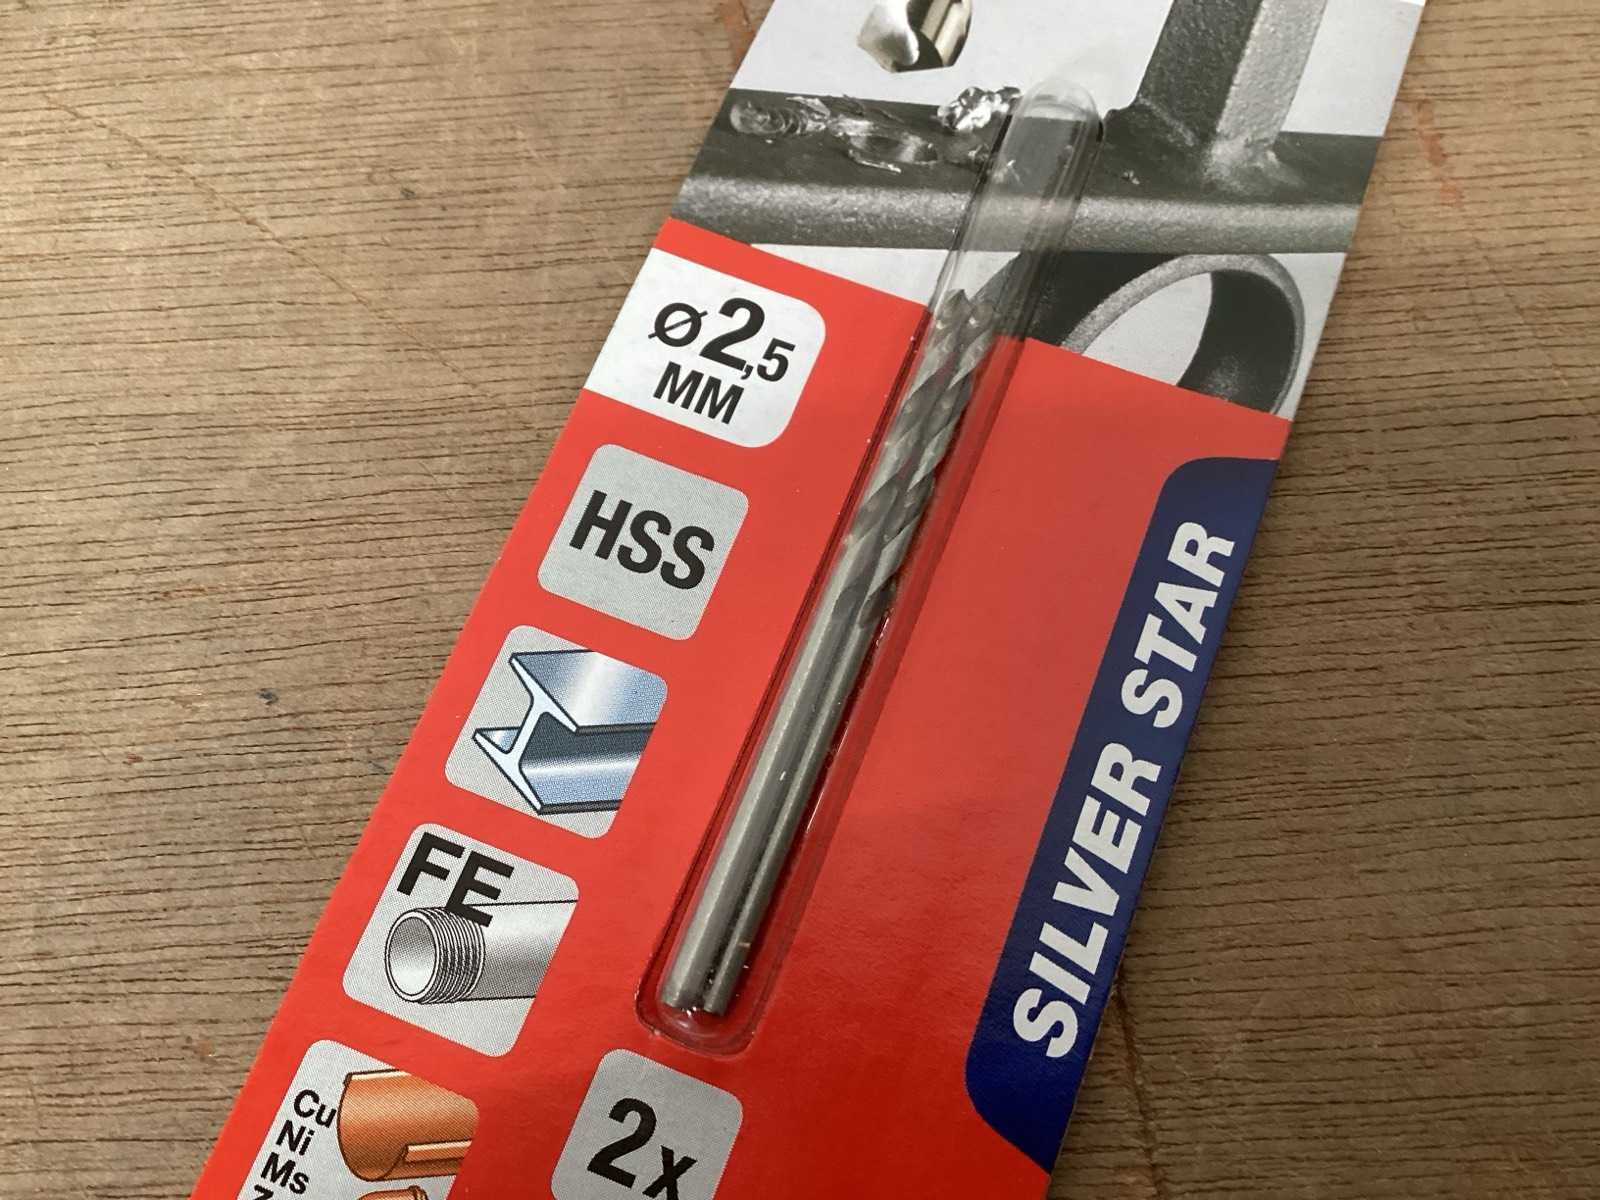 ø2,5
MM
HSS
FE
Cu
Ni
Ms
2x
SILVER STAR